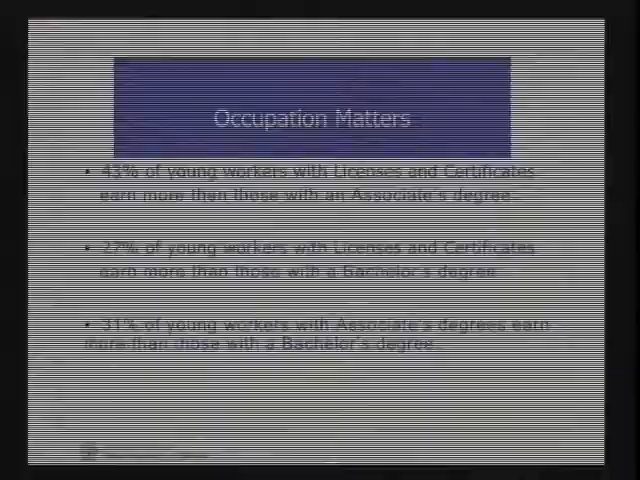 Occupation Matters
• 43% of young workers with Licenses and Certificates
earn more than those with an Associate's degree.
• 27% of young workers with Licenses and Certificates
earn more than those with a Bachelor's degree
• 31% of young workers with Associate's degrees earn
more than those with a Bachelor's degree.